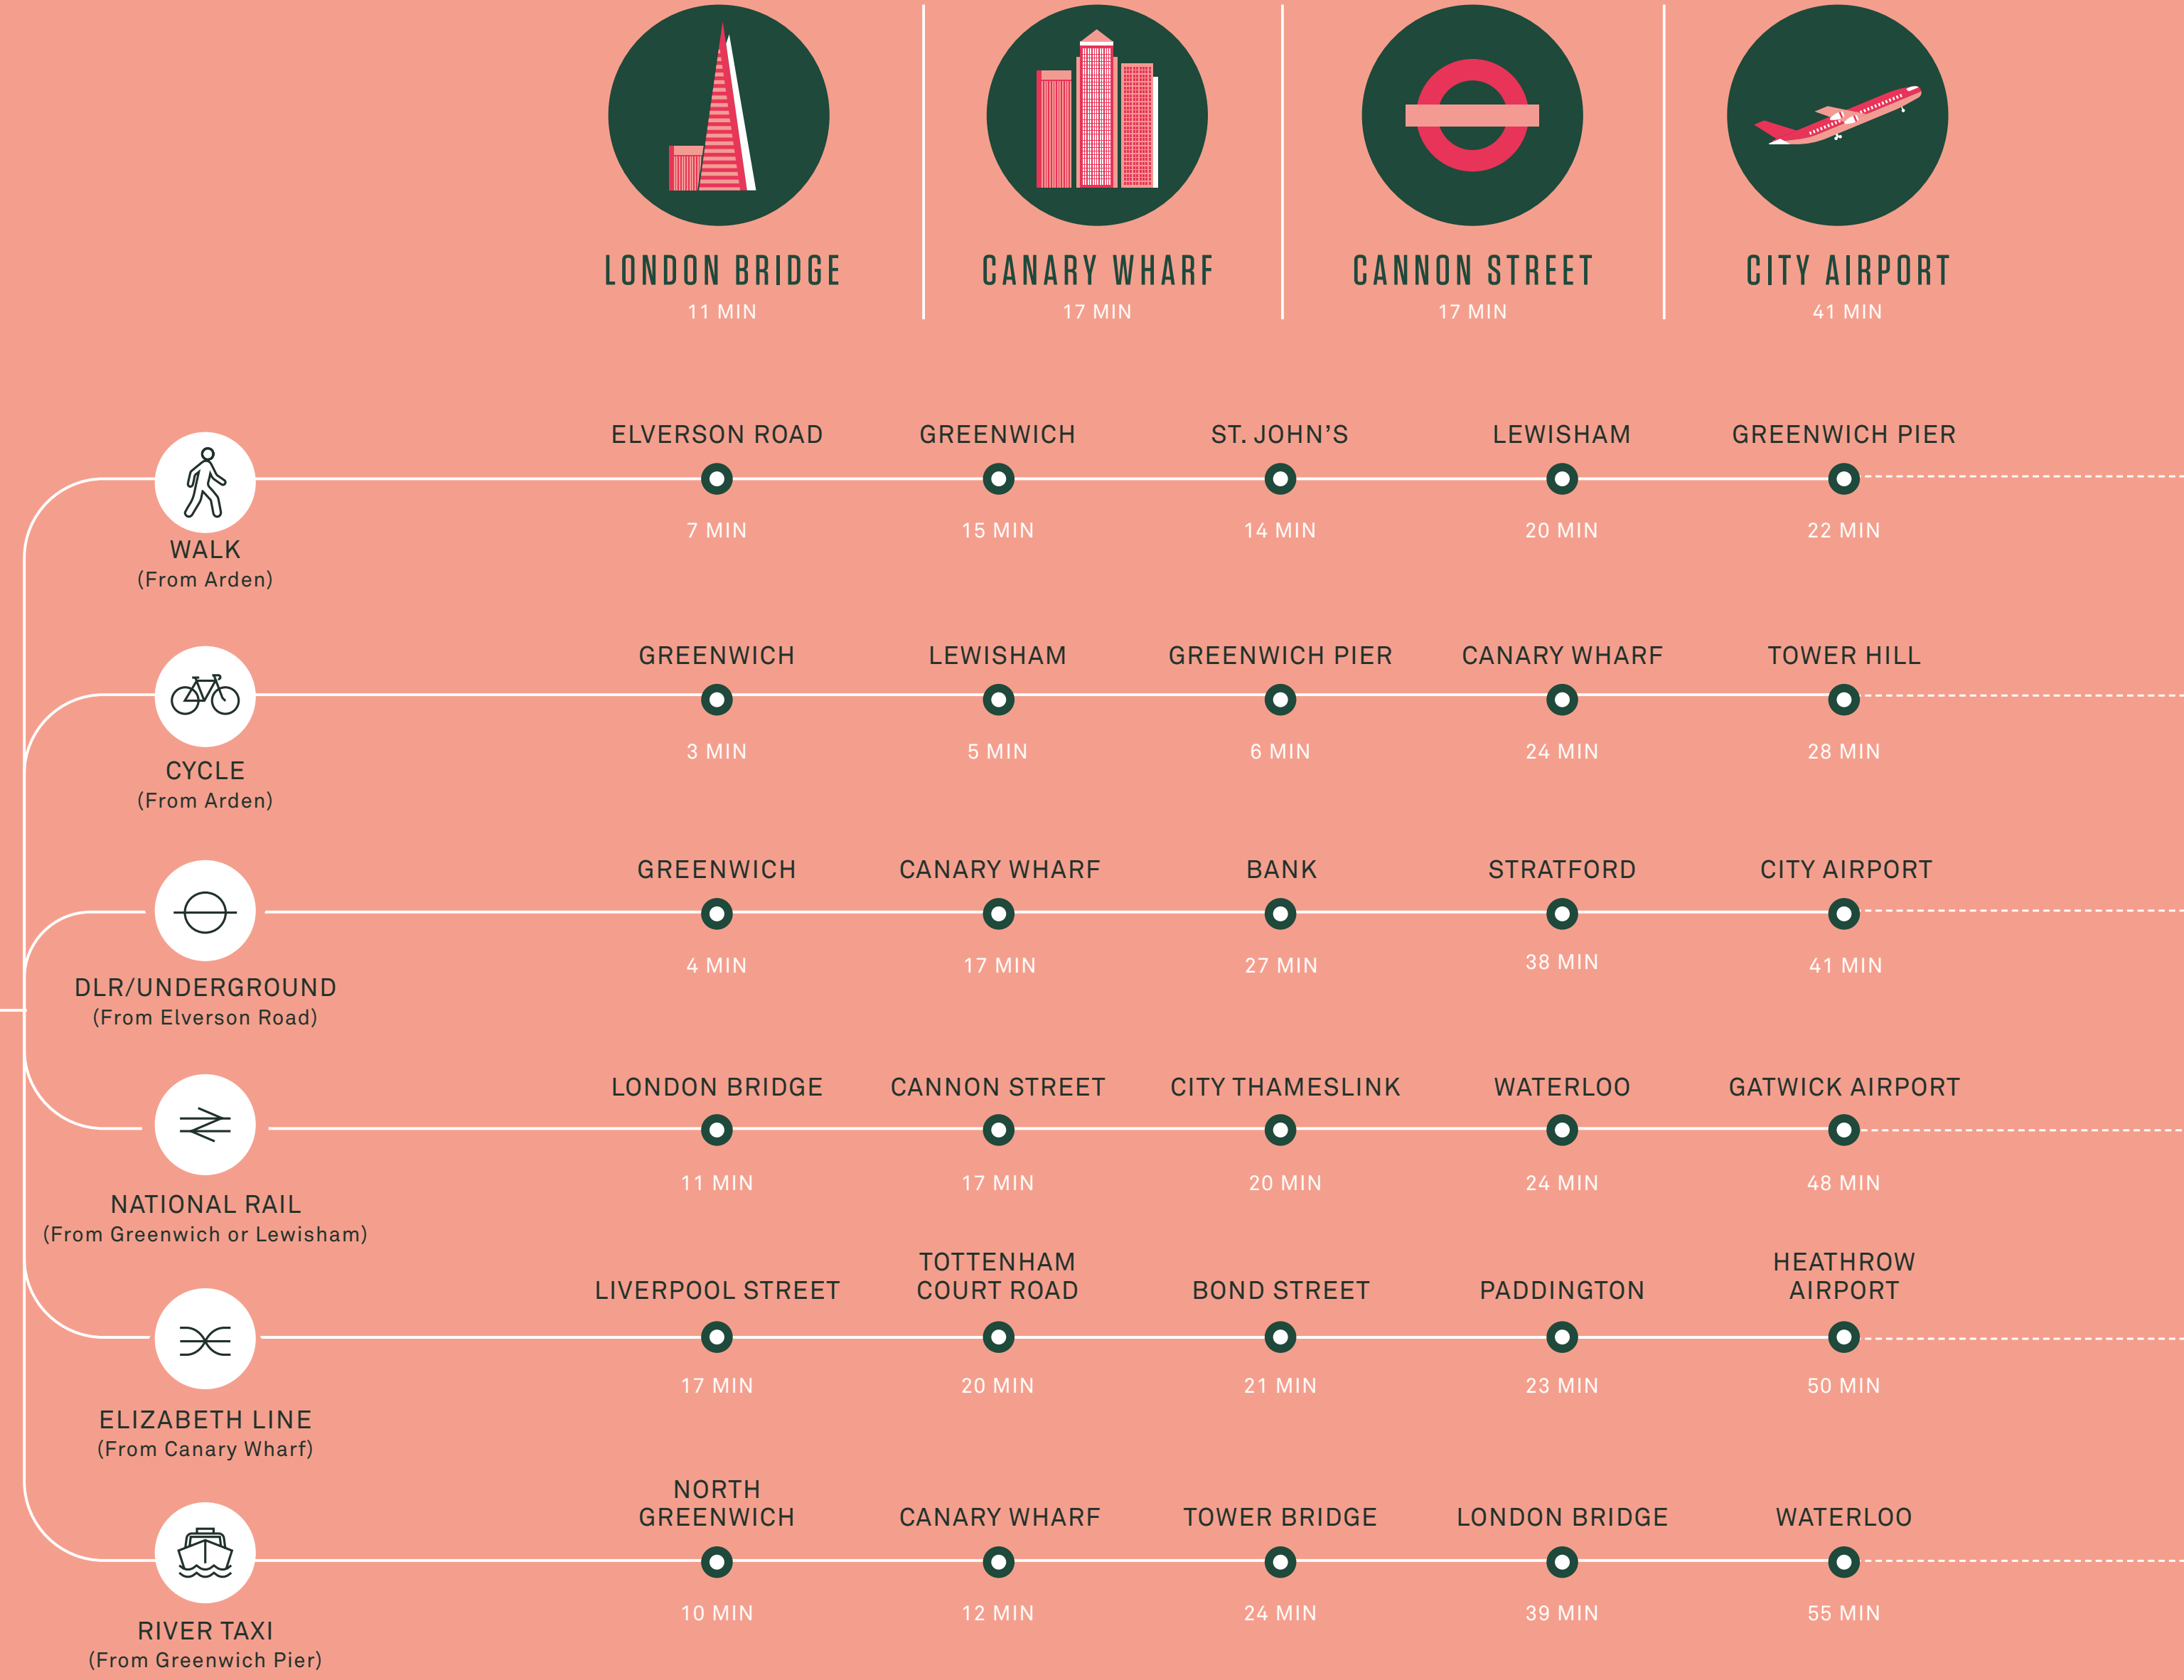 LONDON BRIDGE
11 MIN
CANARY WHARF
17 MIN
CANNON STREET
17 MIN
CITY AIRPORT
41 MIN
WALK
(From Arden)
ELVERSON ROAD
7 MIN
GREENWICH
15 MIN
ST. JOHN’S
14 MIN
LEWISHAM
20 MIN
GREENWICH PIER
22 MIN
CYCLE
(From Arden)
GREENWICH
3 MIN
LEWISHAM
5 MIN
GREENWICH PIER
6 MIN
CANARY WHARF
24 MIN
TOWER HILL
28 MIN
DLR/UNDERGROUND
(From Elverson Road)
GREENWICH
4 MIN
CANARY WHARF
17 MIN
BANK
27 MIN
STRATFORD
38 MIN
CITY AIRPORT
41 MIN
NATIONAL RAIL
(From Greenwich or Lewisham)
LONDON BRIDGE
11 MIN
CANNON STREET
17 MIN
CITY THAMESLINK
20 MIN
WATERLOO
24 MIN
GATWICK AIRPORT
48 MIN
ELIZABETH LINE
(From Canary Wharf)
LIVERPOOL STREET
17 MIN
TOTTENHAM
COURT ROAD
20 MIN
BOND STREET
21 MIN
PADDINGTON
23 MIN
HEATHROW
AIRPORT
50 MIN
RIVER TAXI
(From Greenwich Pier)
NORTH
GREENWICH
10 MIN
CANARY WHARF
12 MIN
TOWER BRIDGE
24 MIN
LONDON BRIDGE
39 MIN
WATERLOO
55 MIN